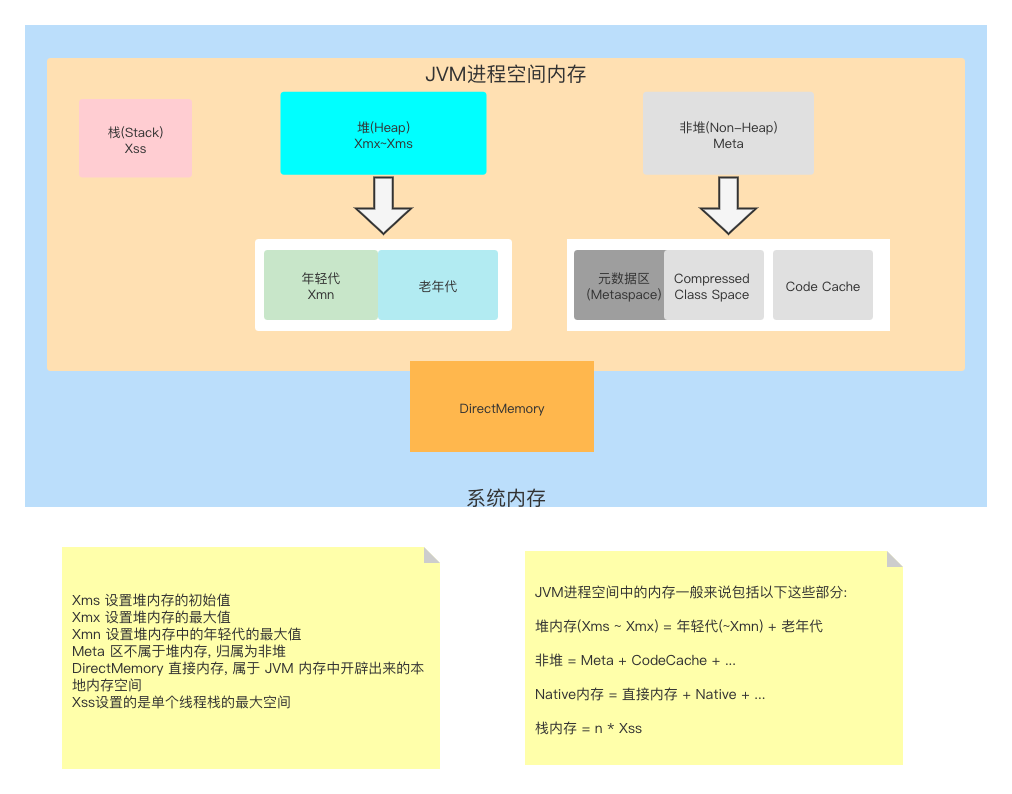 JVM进程空间内存
栈(Stack)
Xss
堆(Heap)
Xmx~Xms
非堆(Non-Heap)
Meta
年轻代
Xmn
老年代
元数据区
(Metaspace)
Compressed
Class Space
Code Cache
DirectMemory
系统内存
Xms 设置堆内存的初始值
Xmx 设置堆内存的最大值
Xmn 设置堆内存中的年轻代的最大值
Meta 区不属于堆内存, 归属为非堆
DirectMemory 直接内存, 属于 JVM 内存中开辟出来的本
地内存空间
Xss设置的是单个线程栈的最大空间
JVM进程空间中的内存一般来说包括以下这些部分:
堆内存(Xms ~ Xmx) = 年轻代(~Xmn) + 老年代
非堆 = Meta + CodeCache + ...
Native内存 = 直接内存 + Native + ...
栈内存 = n * Xss